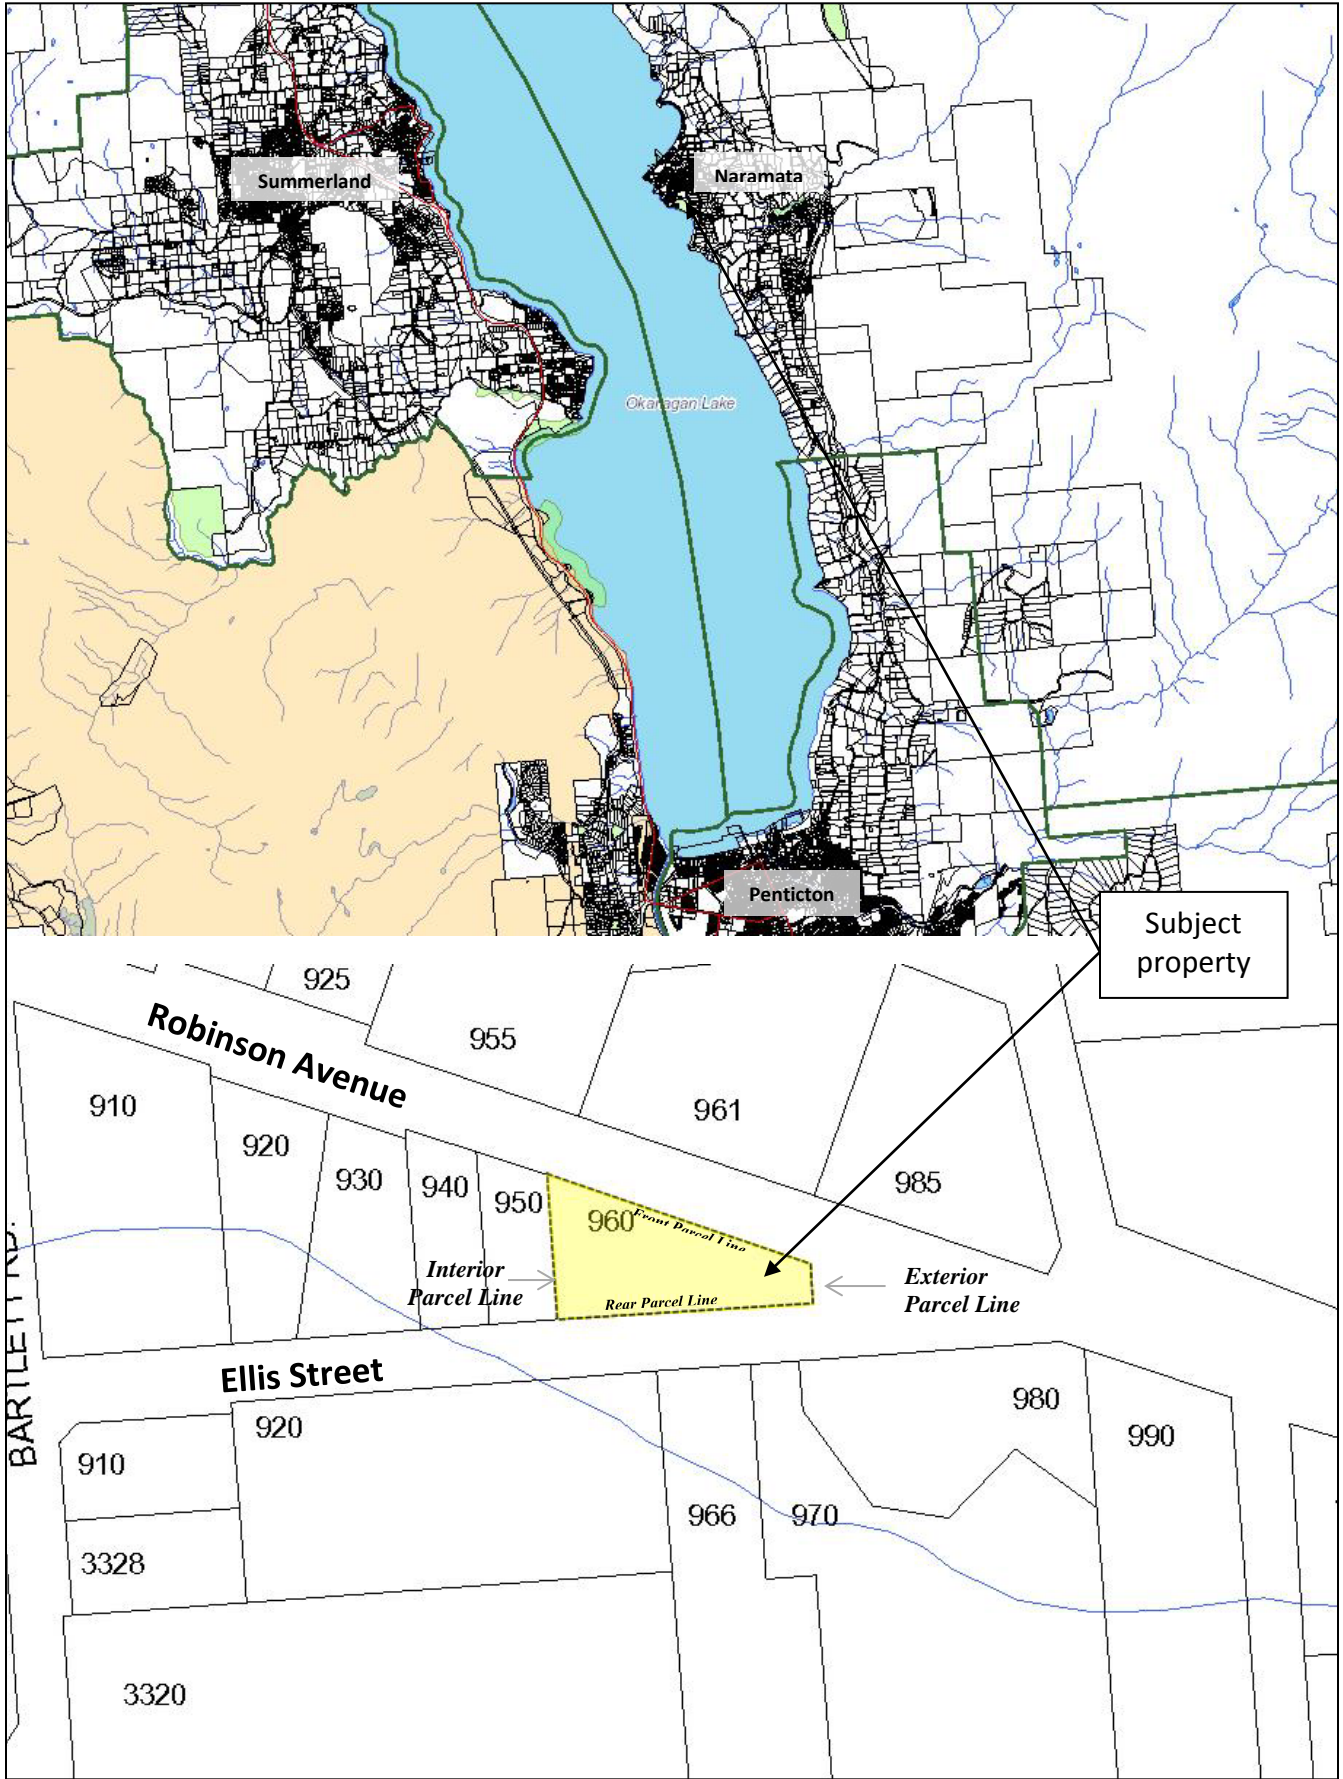 Summerland
Naramata
Okanagan Lake
Penticton
Subject
property
925
955
Robinson Avenue
910
961
920
930
940
950
960
985
Front Parcel Line
Interior
Parcel Line
Exterior
Parcel Line
Rear Parcel Line
BARTLETT RD.
Ellis Street
920
980
910
990
966
970
3328
3320